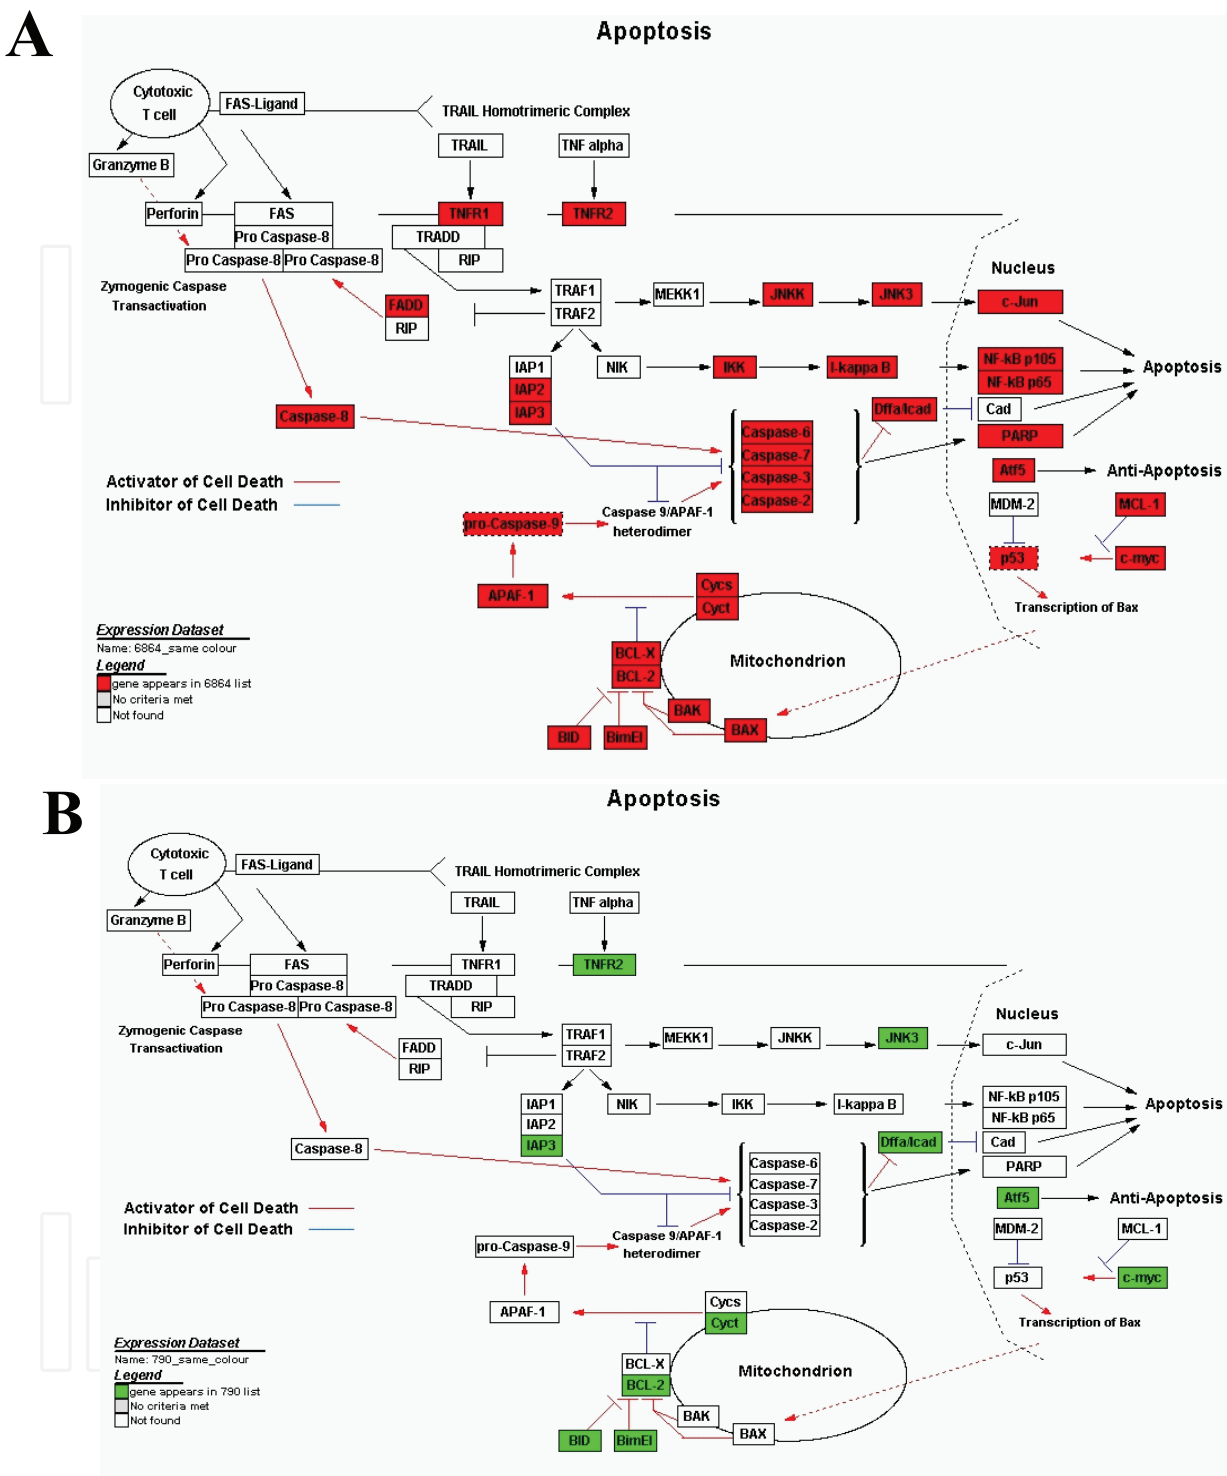 A
Apoptosis
Cytotoxic
T cell
FAS-Ligand
TRAIL Homotrimeric Complex
TRAIL
TNF alpha
Granzyme B
Perforin
FAS
TNFR1
TNFR2
Pro Caspase-8
TRADD
Pro Caspase-8
Pro Caspase-8
RIP
Zymogenic Caspase
Transactivation
Nucleus
FADD
RIP
TRAF1
TRAF2
MEKK1
JNKK
JNK3
c-Jun
IAP1
IAP2
IAP3
NIK
IKK
I-kappa B
NF-kB p105
NF-kB p65
Apoptosis
Caspase-8
Dffa/Icad
Cad
PARP
Caspase-6
Caspase-7
Caspase-3
Caspase-2
Atf5
Anti-Apoptosis
Activator of Cell Death
Inhibitor of Cell Death
MDM-2
MCL-1
pro-Caspase-9
Caspase 9/APAF-1
heterodimer
p53
c-myc
APAF-1
Cycs
Cyct
Transcription of Bax
Expression Dataset
Name: 6864_same colour
Legend
gene appears in 6864 list
No criteria met
Not found
BCL-X
BCL-2
Mitochondrion
BAK
BAX
BID
BimEl
B
Apoptosis
Cytotoxic
T cell
FAS-Ligand
TRAIL Homotrimeric Complex
TRAIL
TNF alpha
Granzyme B
Perforin
FAS
TNFR1
TNFR2
Pro Caspase-8
TRADD
Pro Caspase-8
Pro Caspase-8
RIP
Zymogenic Caspase
Transactivation
Nucleus
FADD
RIP
TRAF1
TRAF2
MEKK1
JNKK
JNK3
c-Jun
IAP1
IAP2
IAP3
NIK
IKK
I-kappa B
NF-kB p105
NF-kB p65
Apoptosis
Caspase-8
Dffa/Icad
Cad
PARP
Caspase-6
Caspase-7
Caspase-3
Caspase-2
Atf5
Anti-Apoptosis
Activator of Cell Death
Inhibitor of Cell Death
MDM-2
MCL-1
pro-Caspase-9
Caspase 9/APAF-1
heterodimer
p53
c-myc
APAF-1
Cycs
Cyct
Transcription of Bax
Expression Dataset
Name: 790_same_colour
Legend
gene appears in 790 list
No criteria met
Not found
BCL-X
BCL-2
Mitochondrion
BAK
BAX
BID
BimEl